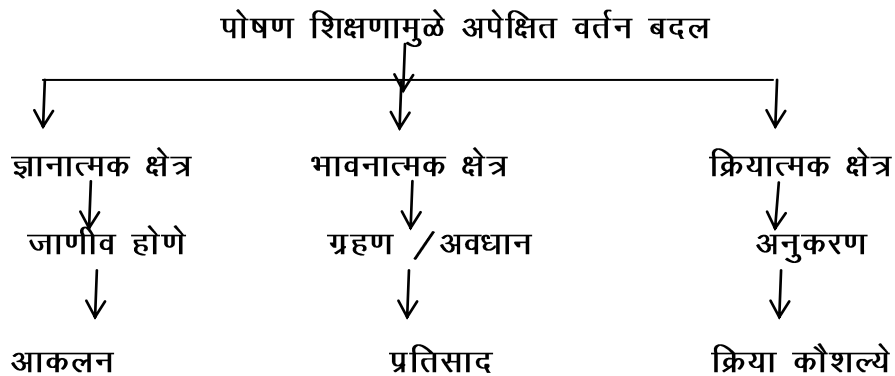 पोषण शिक्षणामुळे अपेक्षित वर्तन बदल
ज्ञानात्मक क्षेत्र भावनात्मक क्षेत्र क्रियात्मक क्षेत्र
जाणीव होणे ग्रहण / अवधान अनुकरण
आकलन प्रतिसाद क्रिया कौशल्ये